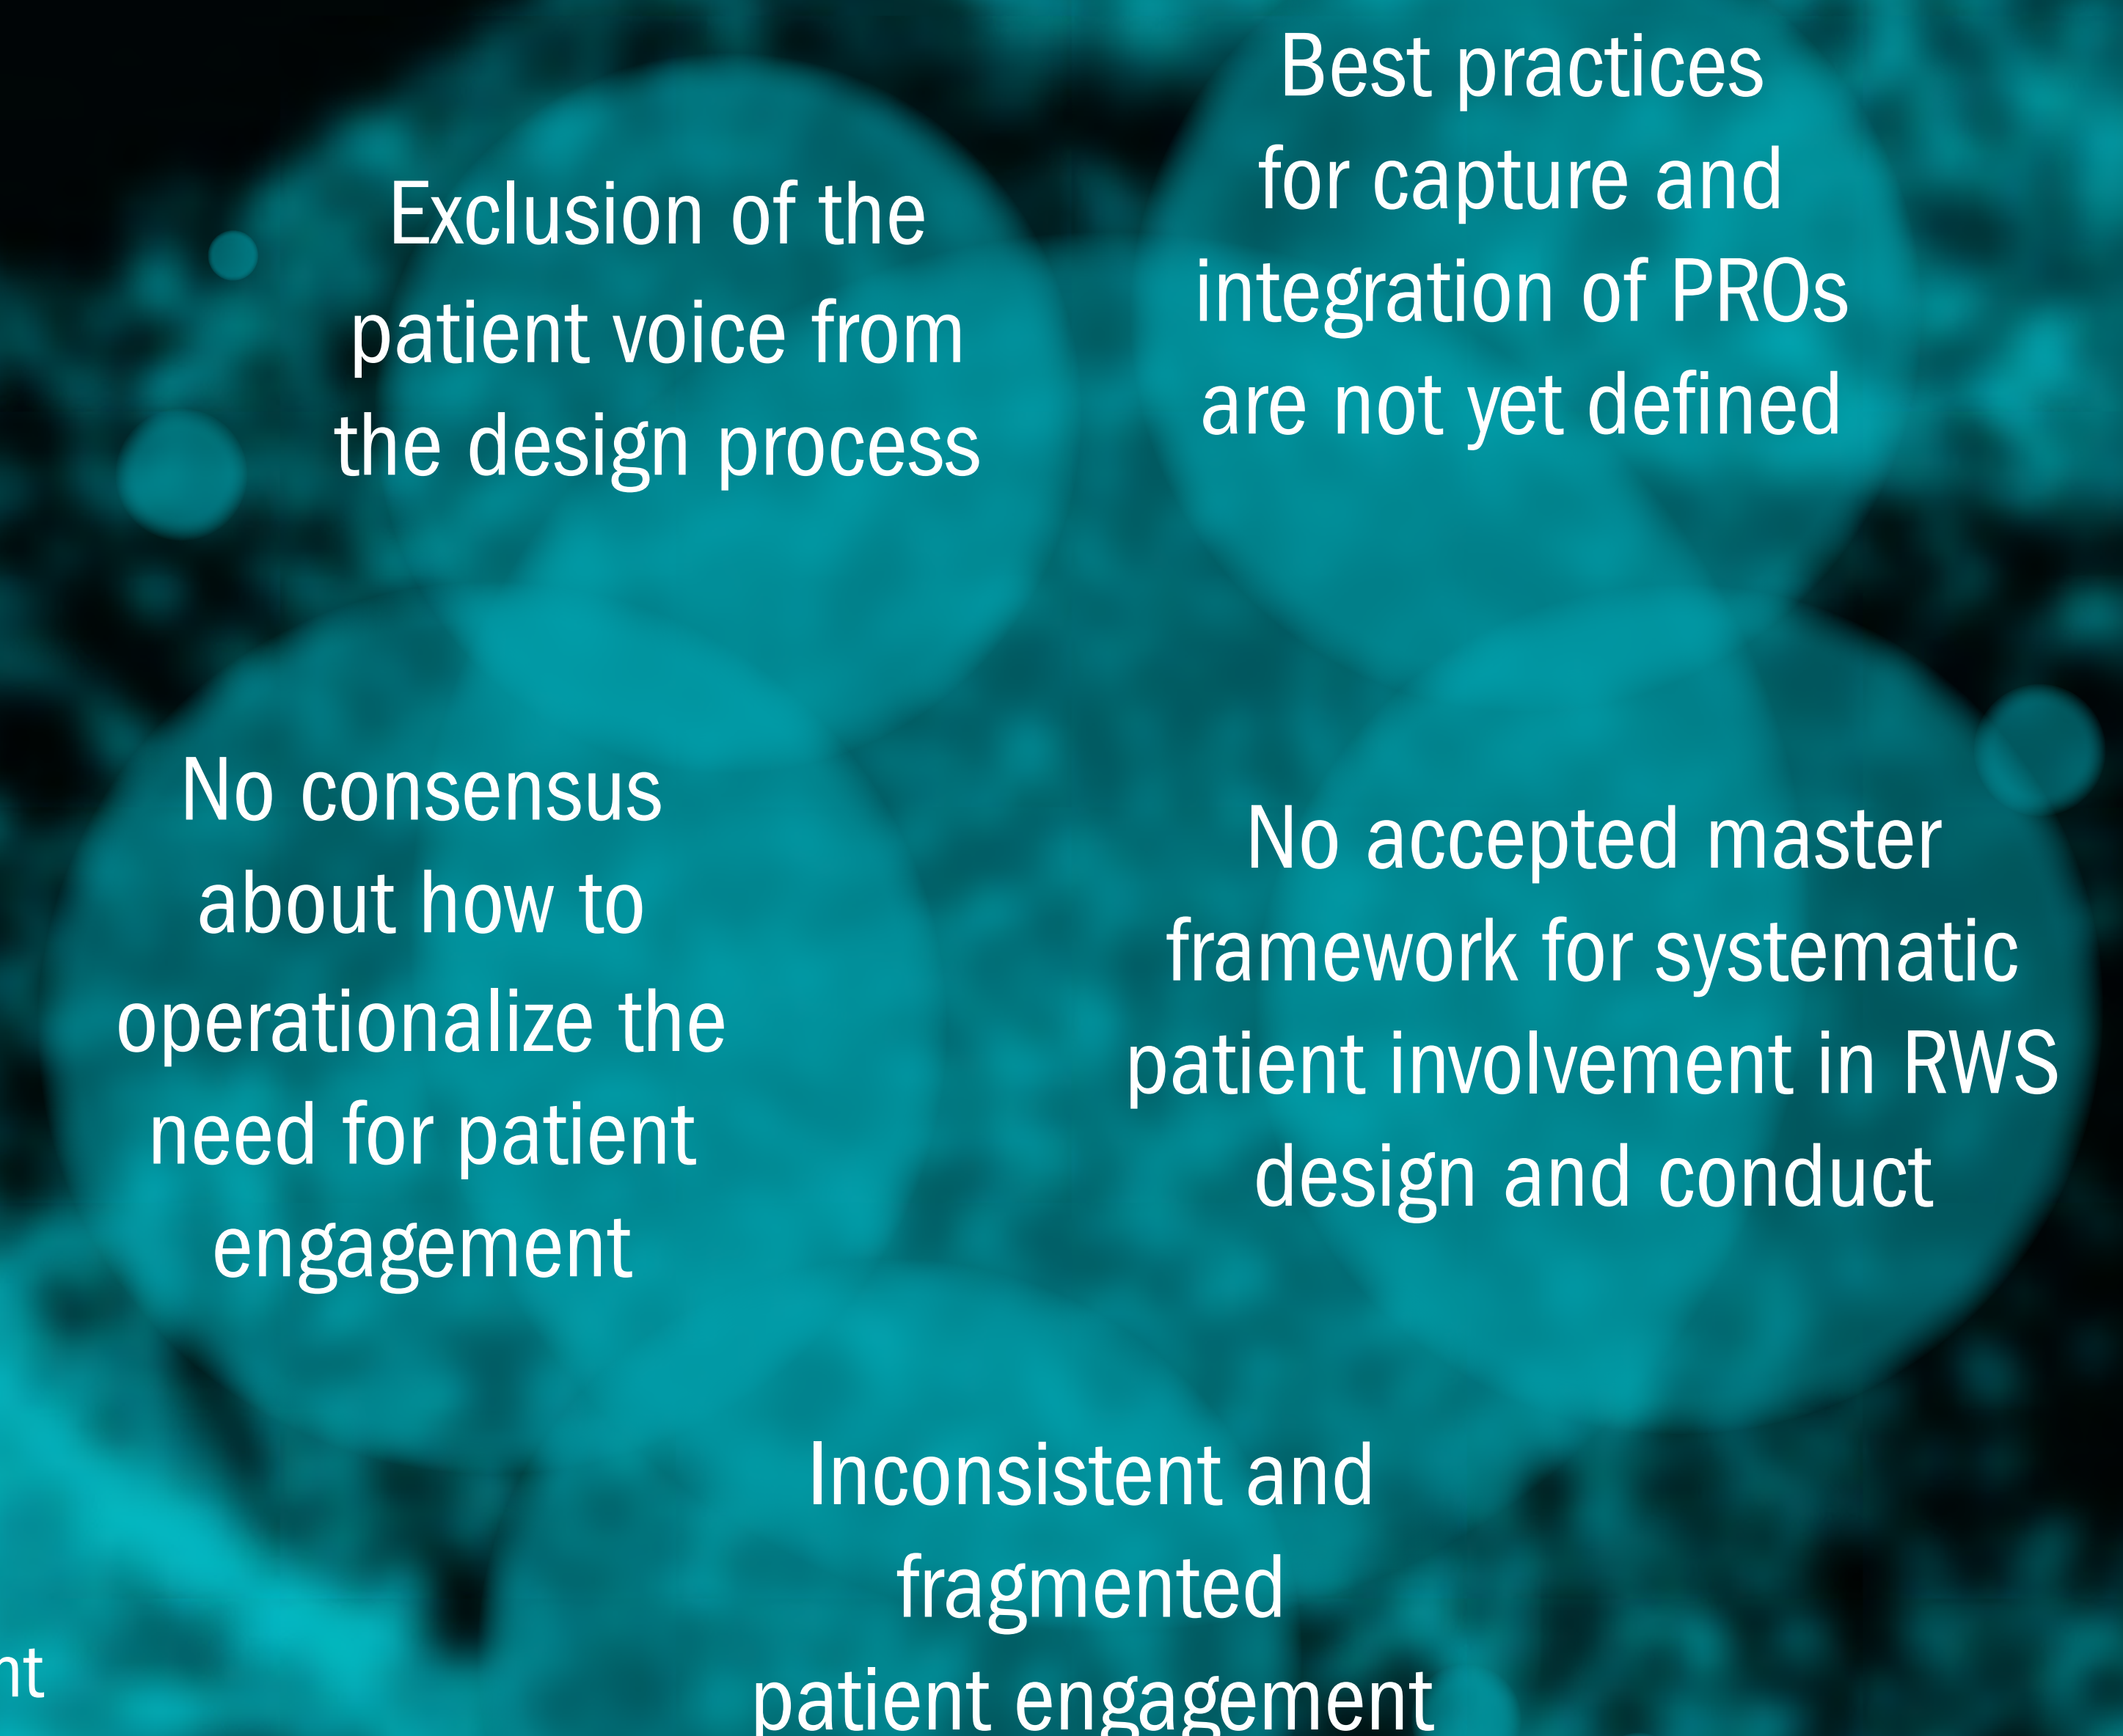 Exclusion of the
patient voice from
the design process
Best practices
for capture and
integration of PROs
are not yet defined
No consensus
about how to
operationalize the
need for patient
engagement
No accepted master
framework for systematic
patient involvement in RWS
design and conduct
Inconsistent and
fragmented
patient engagement